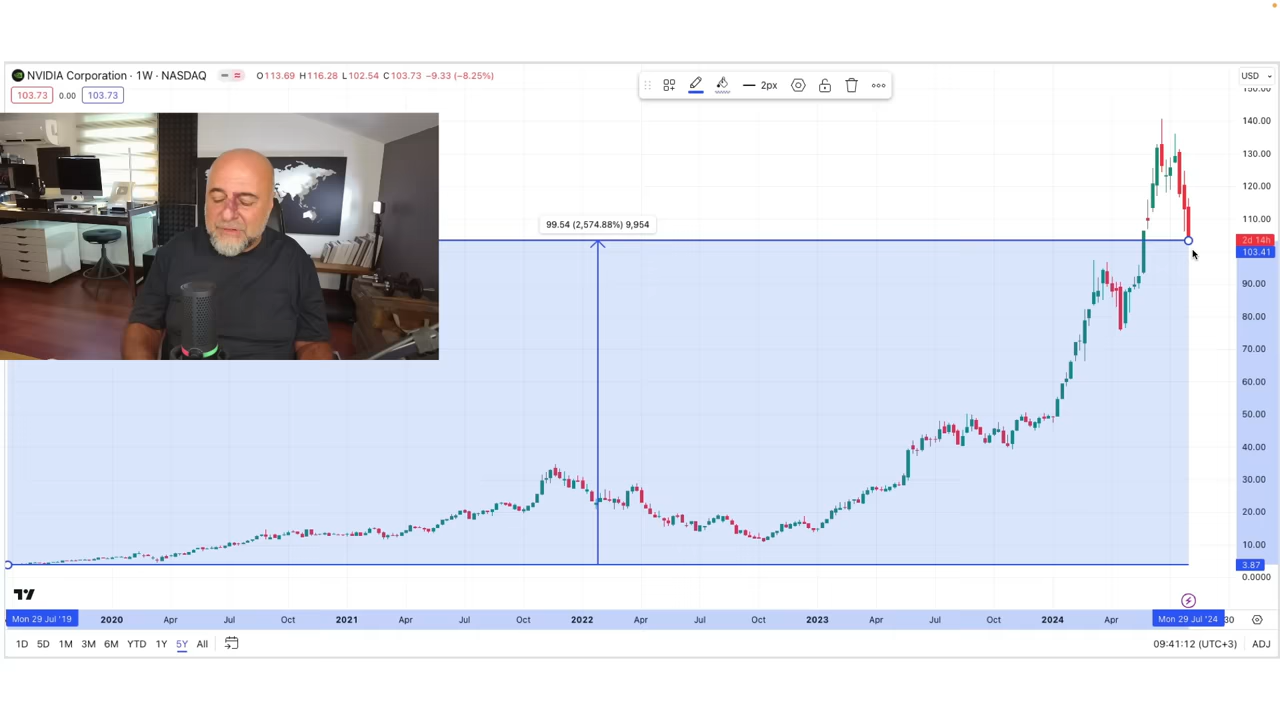 NVIDIA Corporation · 1W · NASDAQ
O113.69 H116.28 L102.54 C103.73 −9.33 (−8.25%)
2px
USD
103.73 0.00 103.73
150.00
140.00
130.00
120.00
110.00
99.54 (2,574.88%) 9,954
2d 14h
103.41
90.00
80.00
70.00
60.00
50.00
40.00
30.00
20.00
10.00
3.87
0.0000
Mon 29 Jul '19 2020 Apr Jul Oct 2021 Apr Jul Oct 2022 Apr Jul Oct 2023 Apr Jul Oct 2024 Apr Mon 29 Jul '24 30
1D 5D 1M 3M 6M YTD 1Y 5Y All
09:41:12 (UTC+3) ADJ